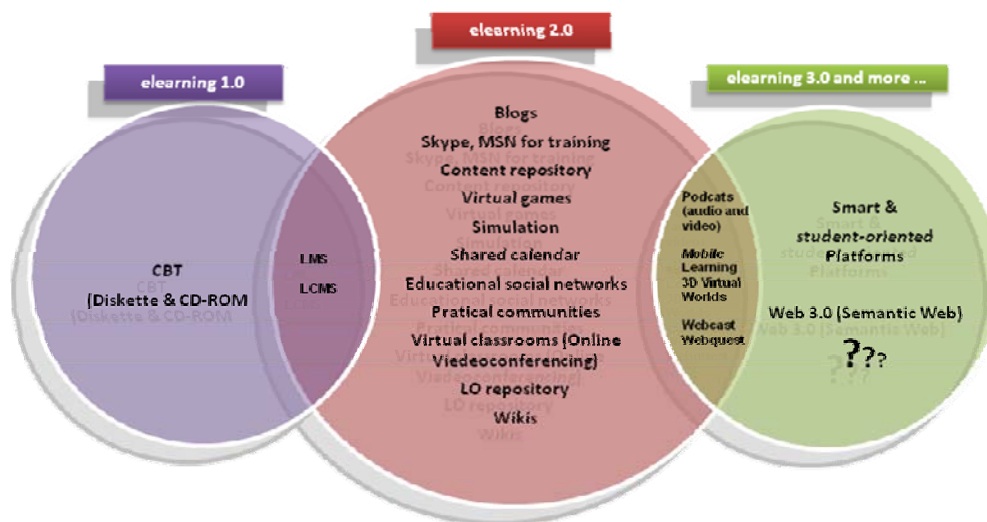 elearning 1.0
elearning 2.0
elearning 3.0 and more ...
CBT
(Diskette & CD-ROM
LMS
LCMS
Blogs
Skype, MSN for training
Content repository
Virtual games
Simulation
Shared calendar
Educational social networks
Pratical communities
Virtual classrooms (Online
Viedeoconferencing)
LO repository
Wikis
Podcats
(audio and
video)
Mobile
Learning
3D Virtual
Worlds
Webcast
Webquest
Smart &
student-oriented
Platforms
Web 3.0 (Semantic Web)
???